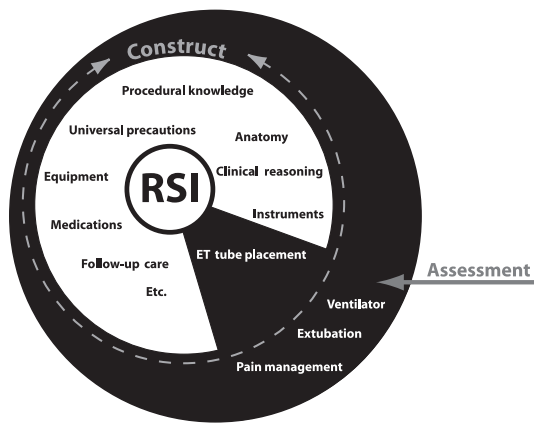 Construct
Procedural knowledge
Universal precautions
Anatomy
Equipment
Clinical reasoning
RSI
Medications
Instruments
Follow-up care
ET tube placement
Etc.
Assessment
Ventilator
Extubation
Pain management